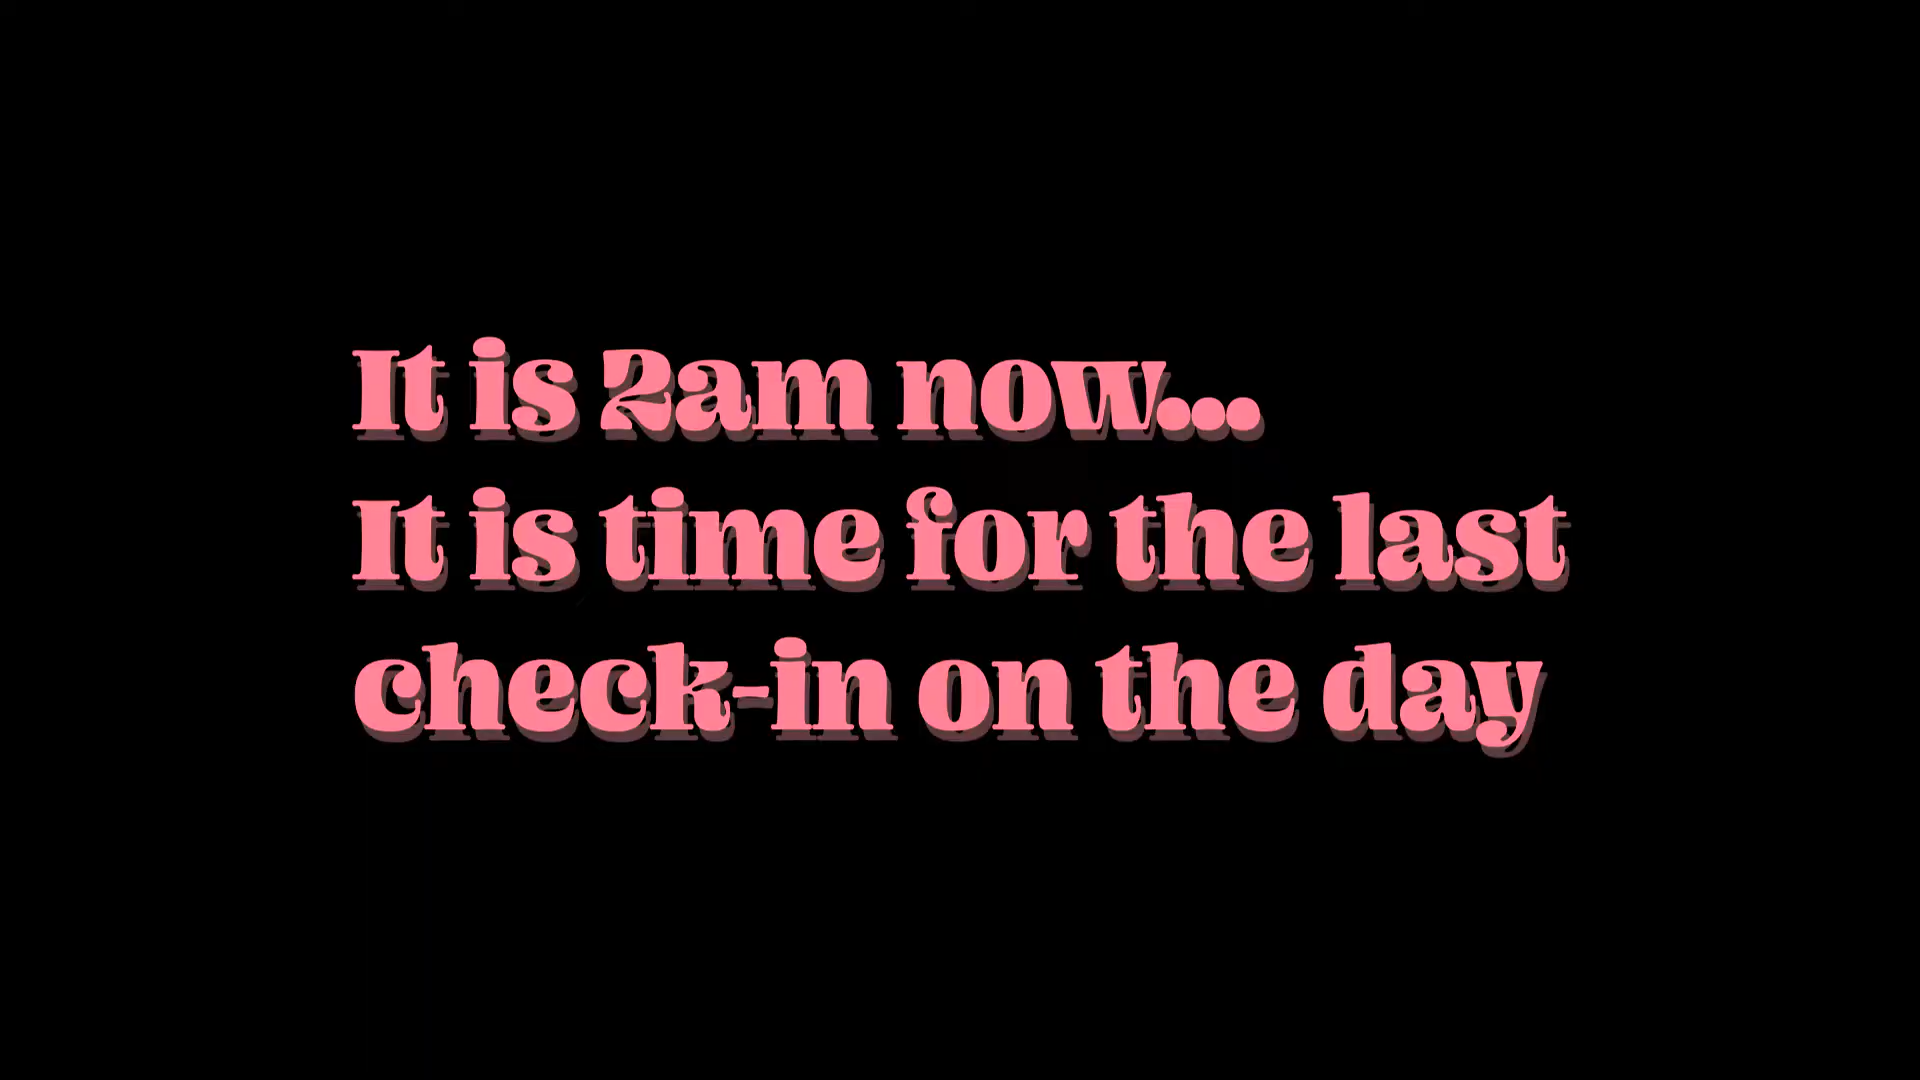 It is 2am now...
It is time for the last
check-in on the day